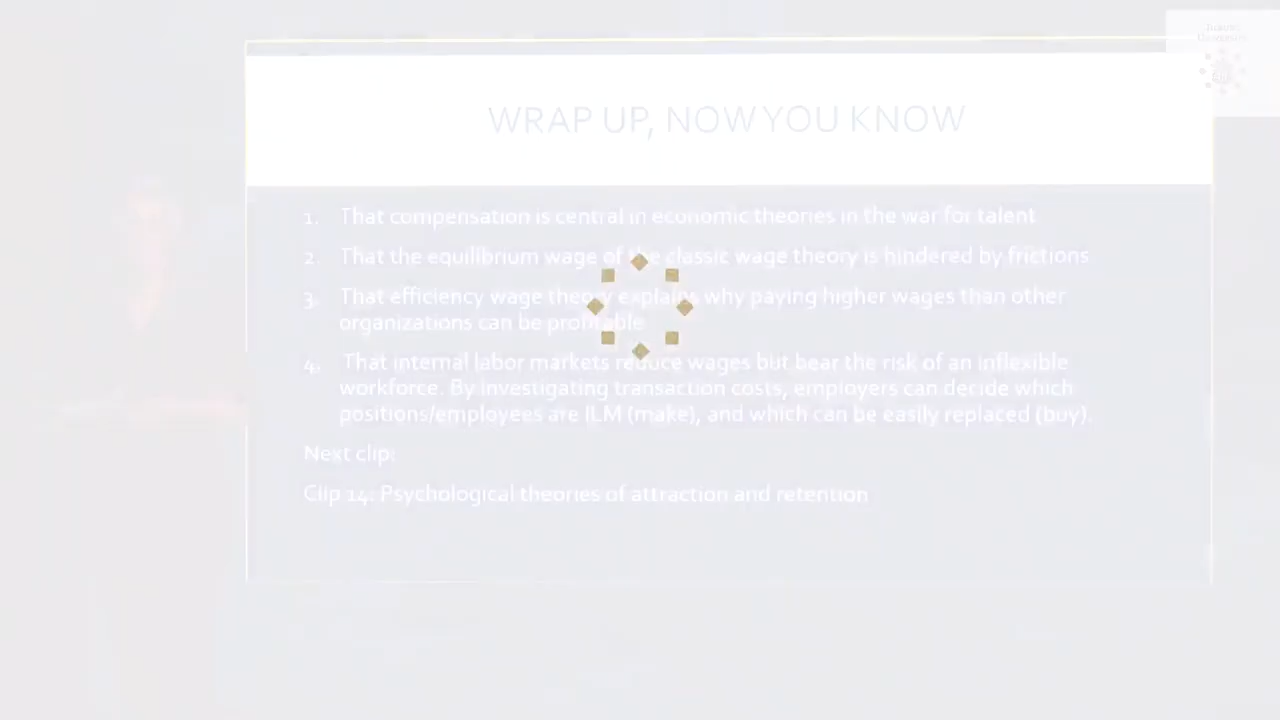 WRAP UP, NOW YOU KNOW
1. That compensation is central in economic theories in the war for talent
2. That the equilibrium wage of the classic wage theory is hindered by frictions
3. That efficiency wage theory explains why paying higher wages than other
organizations can be profitable
4. That internal labor markets reduce wages but bear the risk of an inflexible
workforce. By investigating transaction costs, employers can decide which
positions/employees are ILM (make), and which can be easily replaced (buy).
Next clip:
Clip 14. Psychological theories of attraction and retention